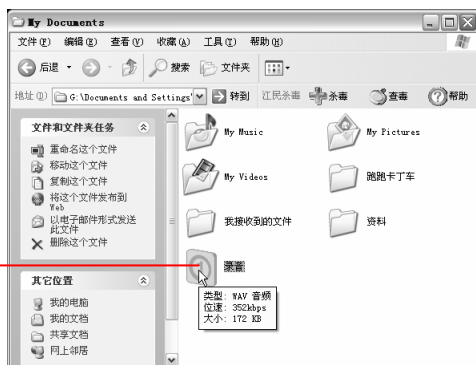 My Documents
文件(F) 编辑(E) 查看(V) 收藏(A) 工具(T) 帮助(H)
后退 搜索 文件夹
地址(D) G:\Documents and Settings\ 转到 江民杀毒 杀毒 查毒 帮助
文件和文件夹任务
重命名这个文件
移动这个文件
复制这个文件
将这个文件发布到
Web
以电子邮件形式发送
此文件
删除这个文件
其它位置
我的电脑
我的文档
共享文档
网上邻居
My Music
My Pictures
My Videos
跑跑卡丁车
我接收到的文件
资料
类型: WAV 音频
位速: 352kbps
大小: 172 KB